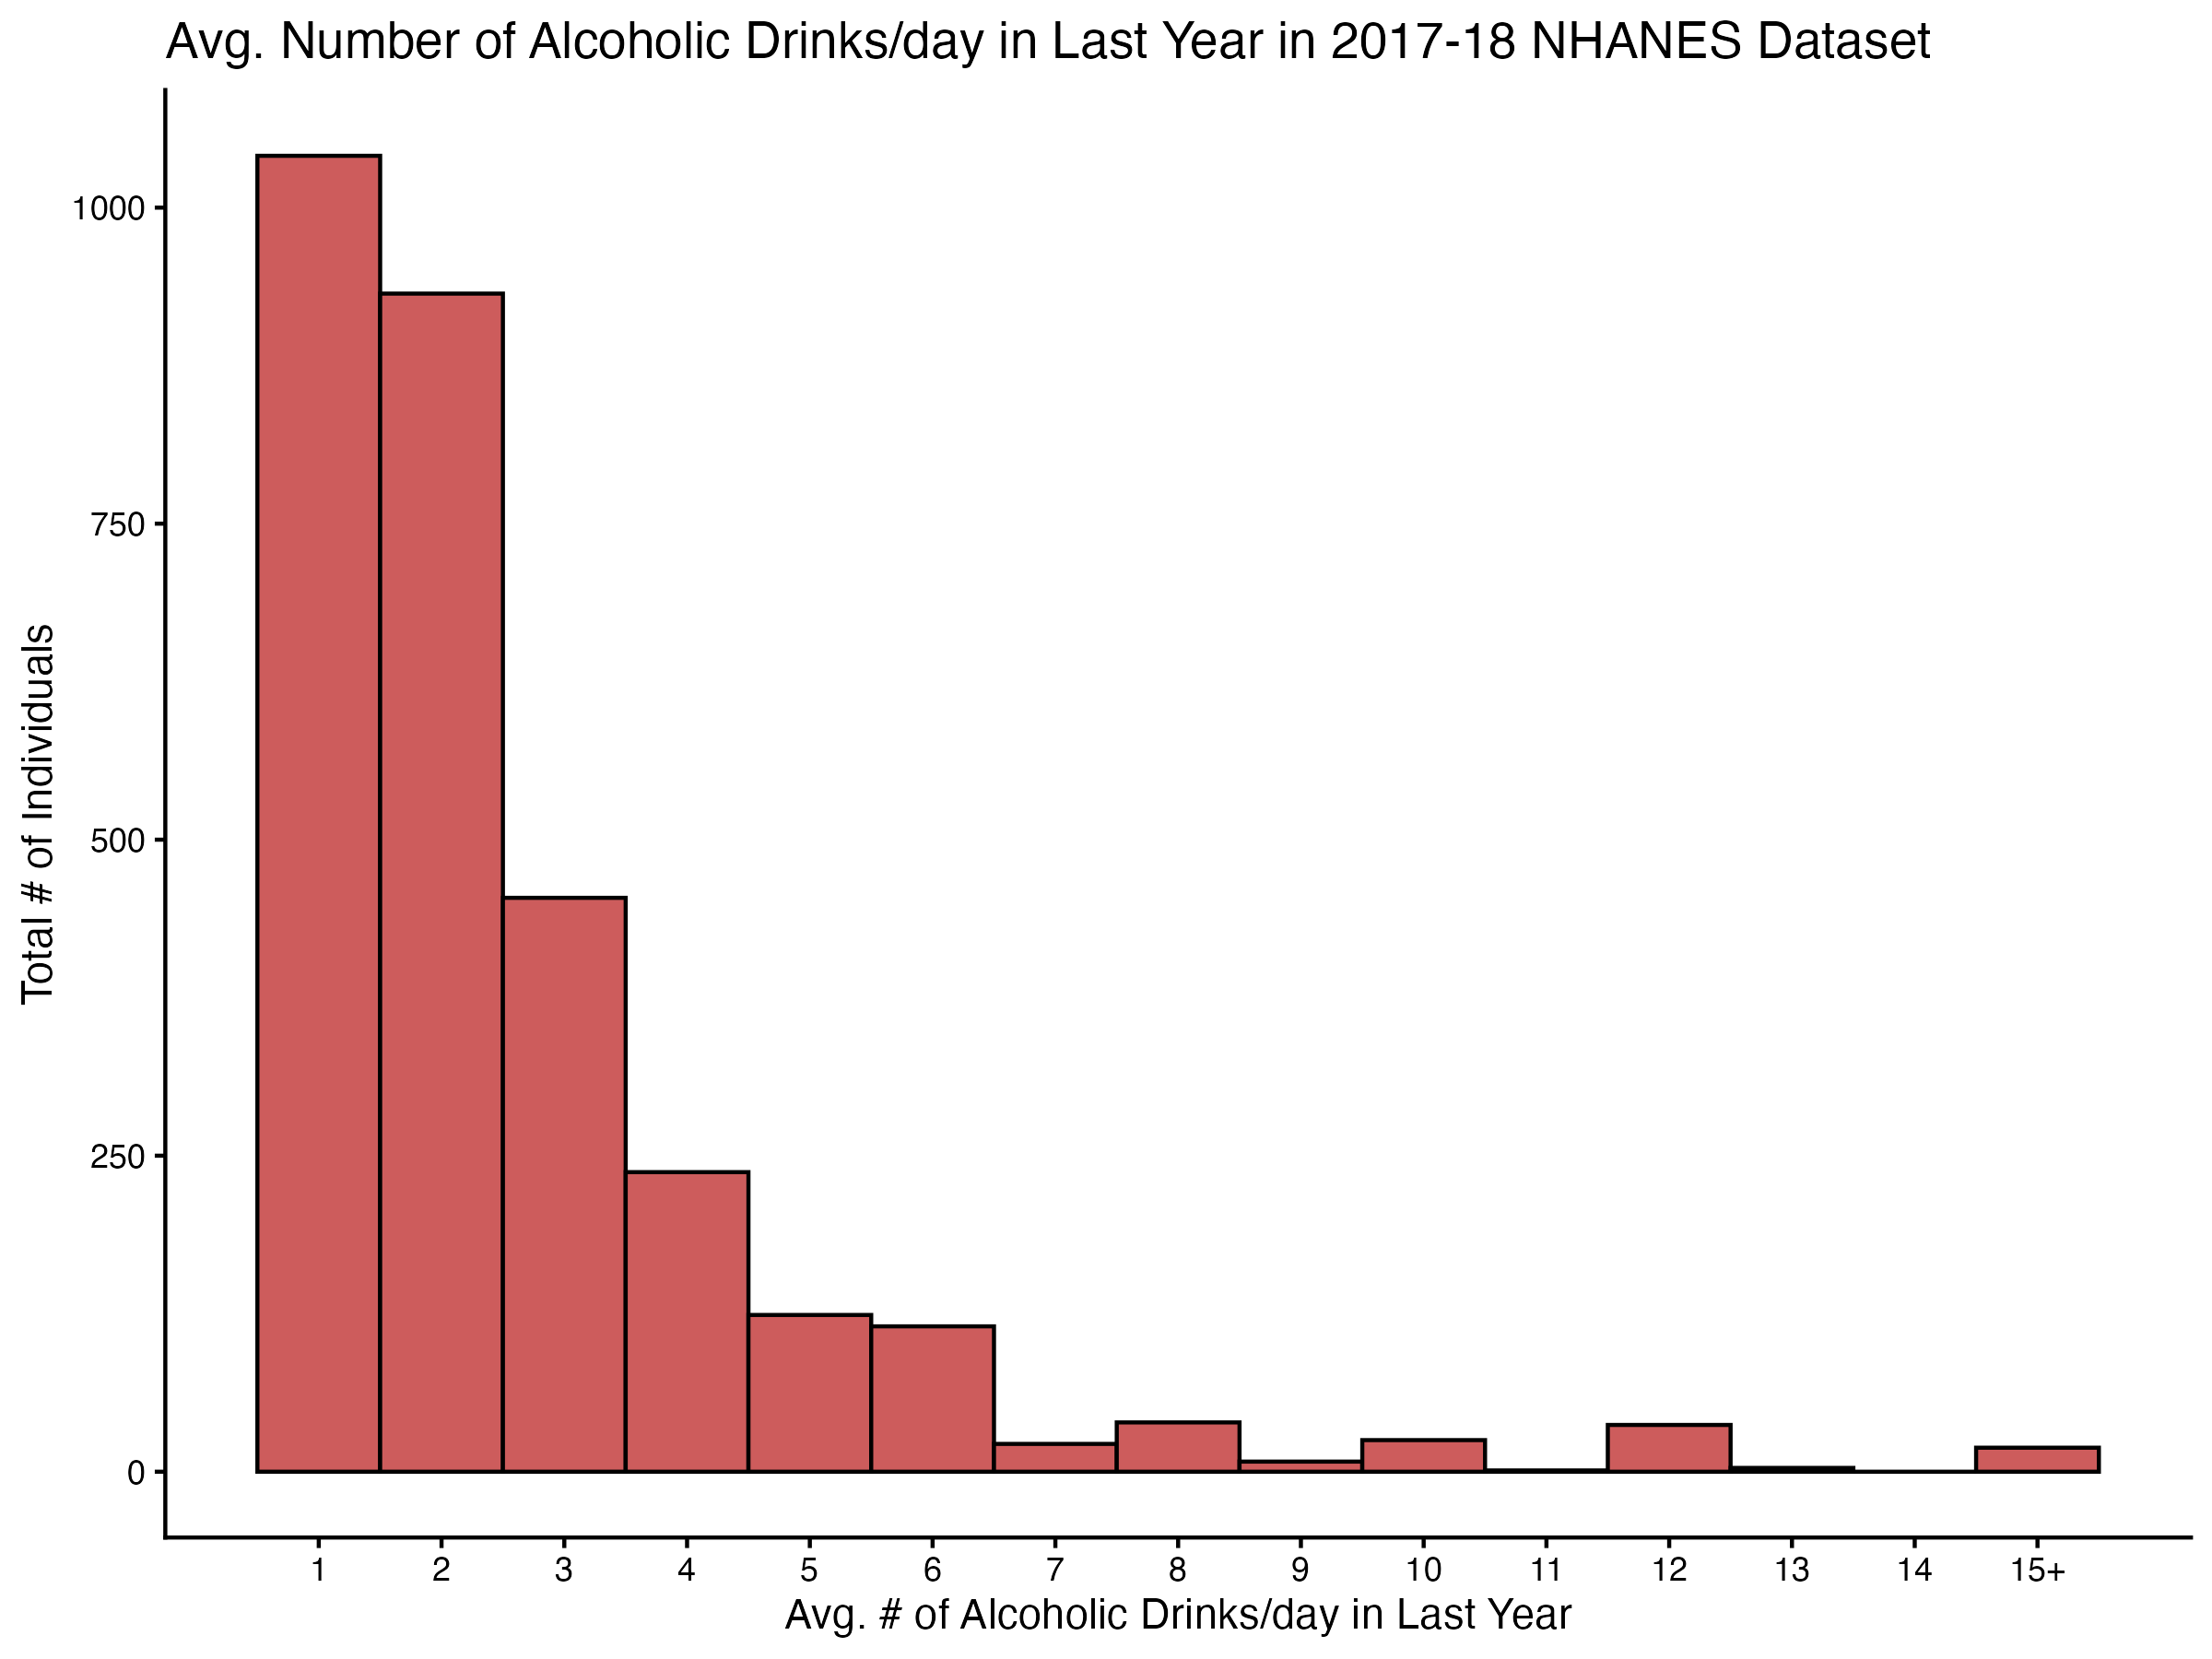 Avg. Number of Alcoholic Drinks/day in Last Year in 2017-18 NHANES Dataset
Total # of Individuals
1000
750
500
250
0
1 2 3 4 5 6 7 8 9 10 11 12 13 14 15+
Avg. # of Alcoholic Drinks/day in Last Year